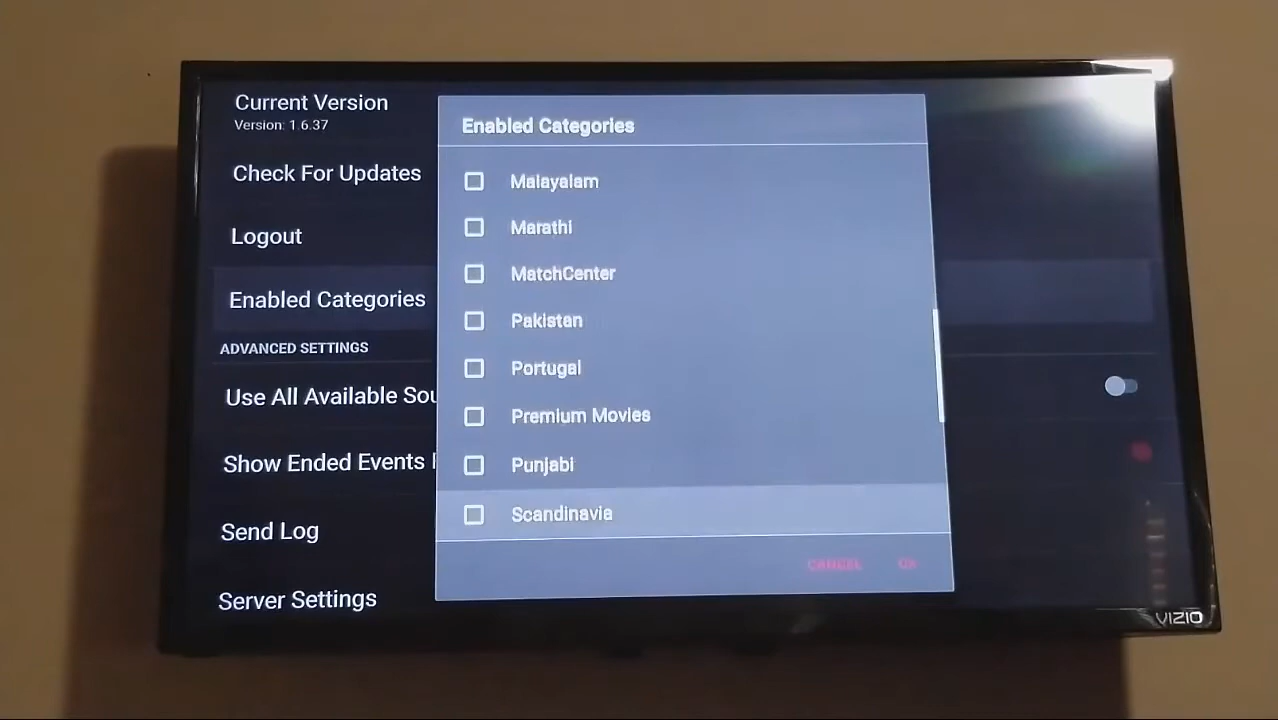 Current Version
Version: 1.6.37
Check For Updates
Logout
Enabled Categories
ADVANCED SETTINGS
Use All Available Sou
Show Ended Events
Send Log
Server Settings
Enabled Categories
Malayalam
Marathi
MatchCenter
Pakistan
Portugal
Premium Movies
Punjabi
Scandinavia
CANCEL OK
VIZIO